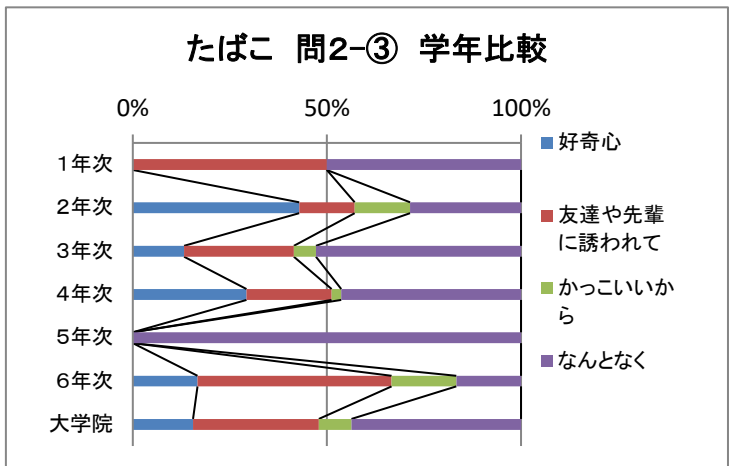 たばこ 問2-③ 学年比較
0% 50% 100%
1年次
2年次
3年次
4年次
5年次
6年次
大学院
好奇心
友達や先輩
に誘われて
かっこいいか
ら
なんとなく